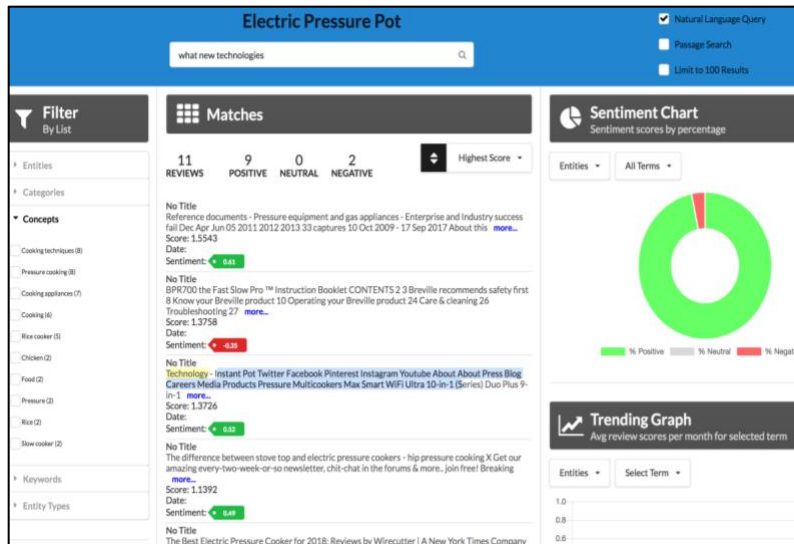 Electric Pressure Pot
what new technologies
Natural Language Query
Passage Search
Limit to 100 Results
Filter
By List
Entities
Categories
Concepts
Cooking techniques (8)
Pressure cooking (8)
Cooking appliances (7)
Cooking (6)
Rice cooker (5)
Chicken (2)
Food (2)
Pressure (2)
Rice (2)
Slow cooker (2)
Keywords
Entity Types
Matches
11 9 0 2
REVIEWS POSITIVE NEUTRAL NEGATIVE
Highest Score
No Title
Reference documents - Pressure equipment and gas appliances - Enterprise and Industry success
fail Dec Apr Jun 05 2011 2012 2013 33 captures 10 Oct 2009 - 17 Sep 2017 About this more...
Score: 1.5543
Date:
Sentiment: 0.61
No Title
BPR700 the Fast Slow Pro ™ Instruction Booklet CONTENTS 2 3 Breville recommends safety first
8 Know your Breville product 10 Operating your Breville product 24 Care & cleaning 26
Troubleshooting 27 more...
Score: 1.3758
Date:
Sentiment: -0.35
No Title
Technology - Instant Pot Twitter Facebook Pinterest Instagram Youtube About About Press Blog
Careers Media Products Pressure Multicookers Max Smart WiFi Ultra 10-in-1 (Series) Duo Plus 9-
in-1 more...
Score: 1.3726
Date:
Sentiment: 0.52
No Title
The difference between stove top and electric pressure cookers - hip pressure cooking X Get our
amazing every-two-week-or-so newsletter, chit-chat in the forums & more.. join free! Breaking
more...
Score: 1.1392
Date:
Sentiment: 0.49
No Title
The Best Electric Pressure Cooker for 2018: Reviews by Wirecutter | A New York Times Company
Sentiment Chart
Sentiment scores by percentage
Entities All Terms
% Positive % Neutral % Negat
Trending Graph
Avg review scores per month for selected term
Entities Select Term
1.0
0.8
0.6